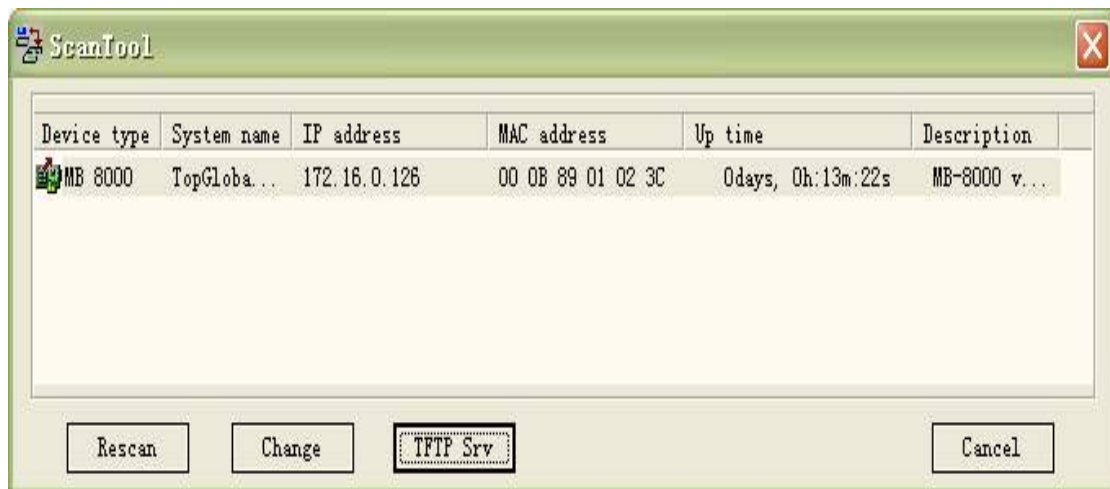 ScanTool
Device type System name IP address MAC address Up time Description
MB 8000 TopGloba... 172.16.0.126 00 0B 89 01 02 3C 0days, 0h:13m:22s MB-8000 v...
Rescan Change TFTP Srv Cancel